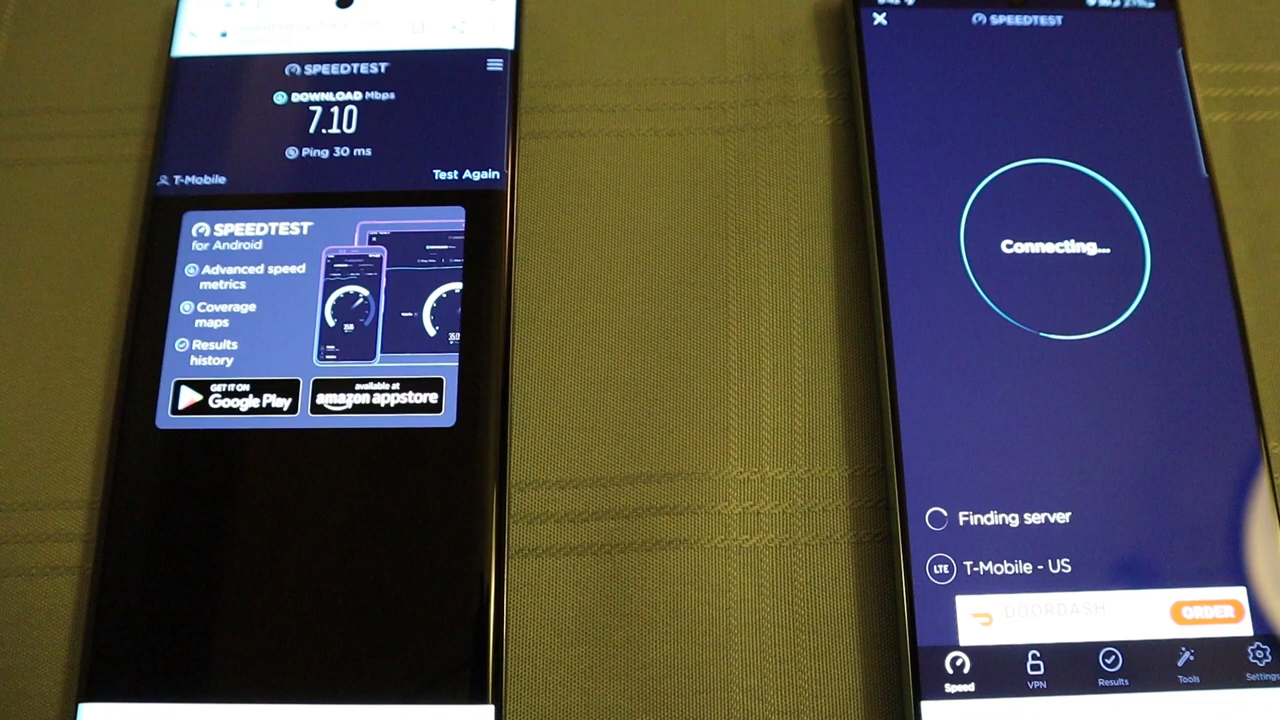 SPEEDTEST
DOWNLOAD Mbps
7.10
Ping 30 ms
T-Mobile
Test Again
SPEEDTEST
for Android
Advanced speed
metrics
Coverage
maps
Results
history
GET IT ON
Google Play
available at
amazon appstore
SPEEDTEST
Connecting...
Finding server
LTE
T-Mobile - US
DOORDASH
ORDER
Speed
VPN
Results
Tools
Settings